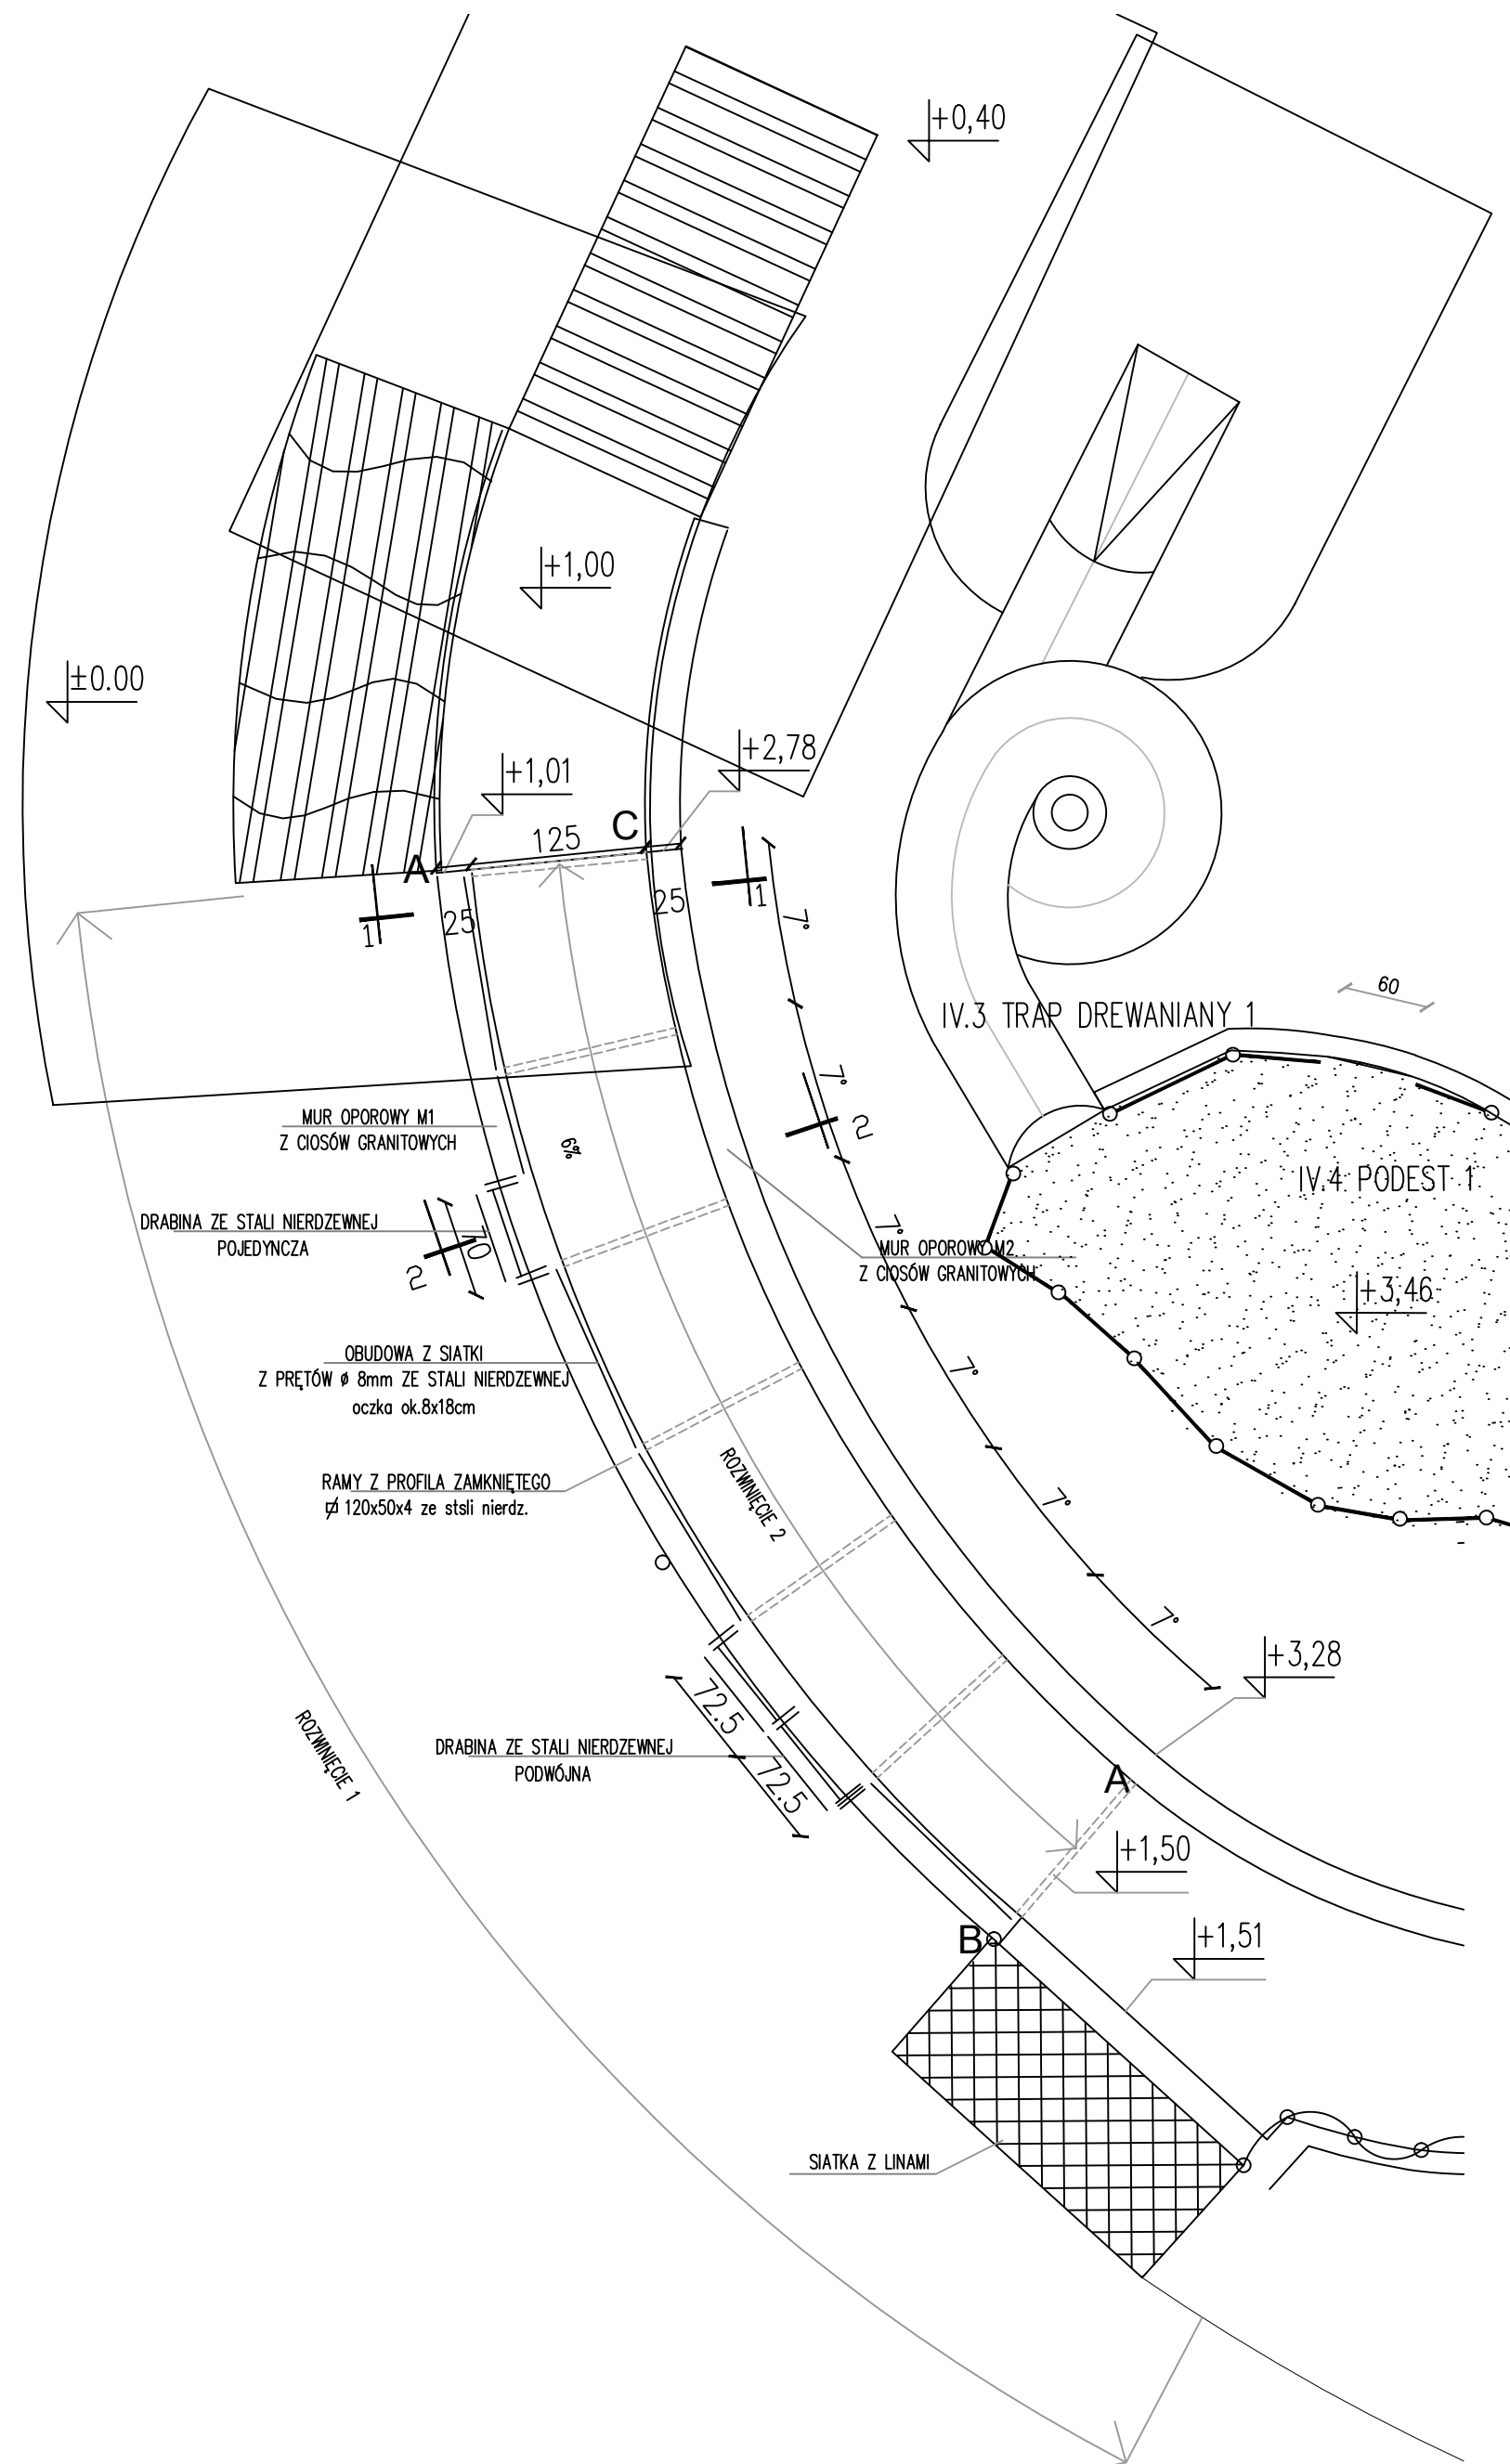 +0,40
+1,00
±0.00
+2,78
+1,01
125
C
A
25
25
1
1
7°
60
IV.3 TRAP DREWANIANY 1
7°
MUR OPOROWY M1
Z CIOSÓW GRANITOWYCH
6%
2
IV.4 PODEST 1
DRABINA ZE STALI NIERDZEWNEJ
POJEDYNCZA
70
2
7°
MUR OPOROWY M2
Z CIOSÓW GRANITOWYCH
+3,46
OBUDOWA Z SIATKI
Z PRĘTÓW ø 8mm ZE STALI NIERDZEWNEJ
oczka ok.8x18cm
7°
RAMY Z PROFILA ZAMKNIĘTEGO
120x50x4 ze stsli nierdz.
ROZWINIĘCIE 2
7°
7°
+3,28
72.5
ROZWINIĘCIE 1
DRABINA ZE STALI NIERDZEWNEJ
PODWÓJNA
72.5
A
+1,50
B
+1,51
SIATKA Z LINAMI